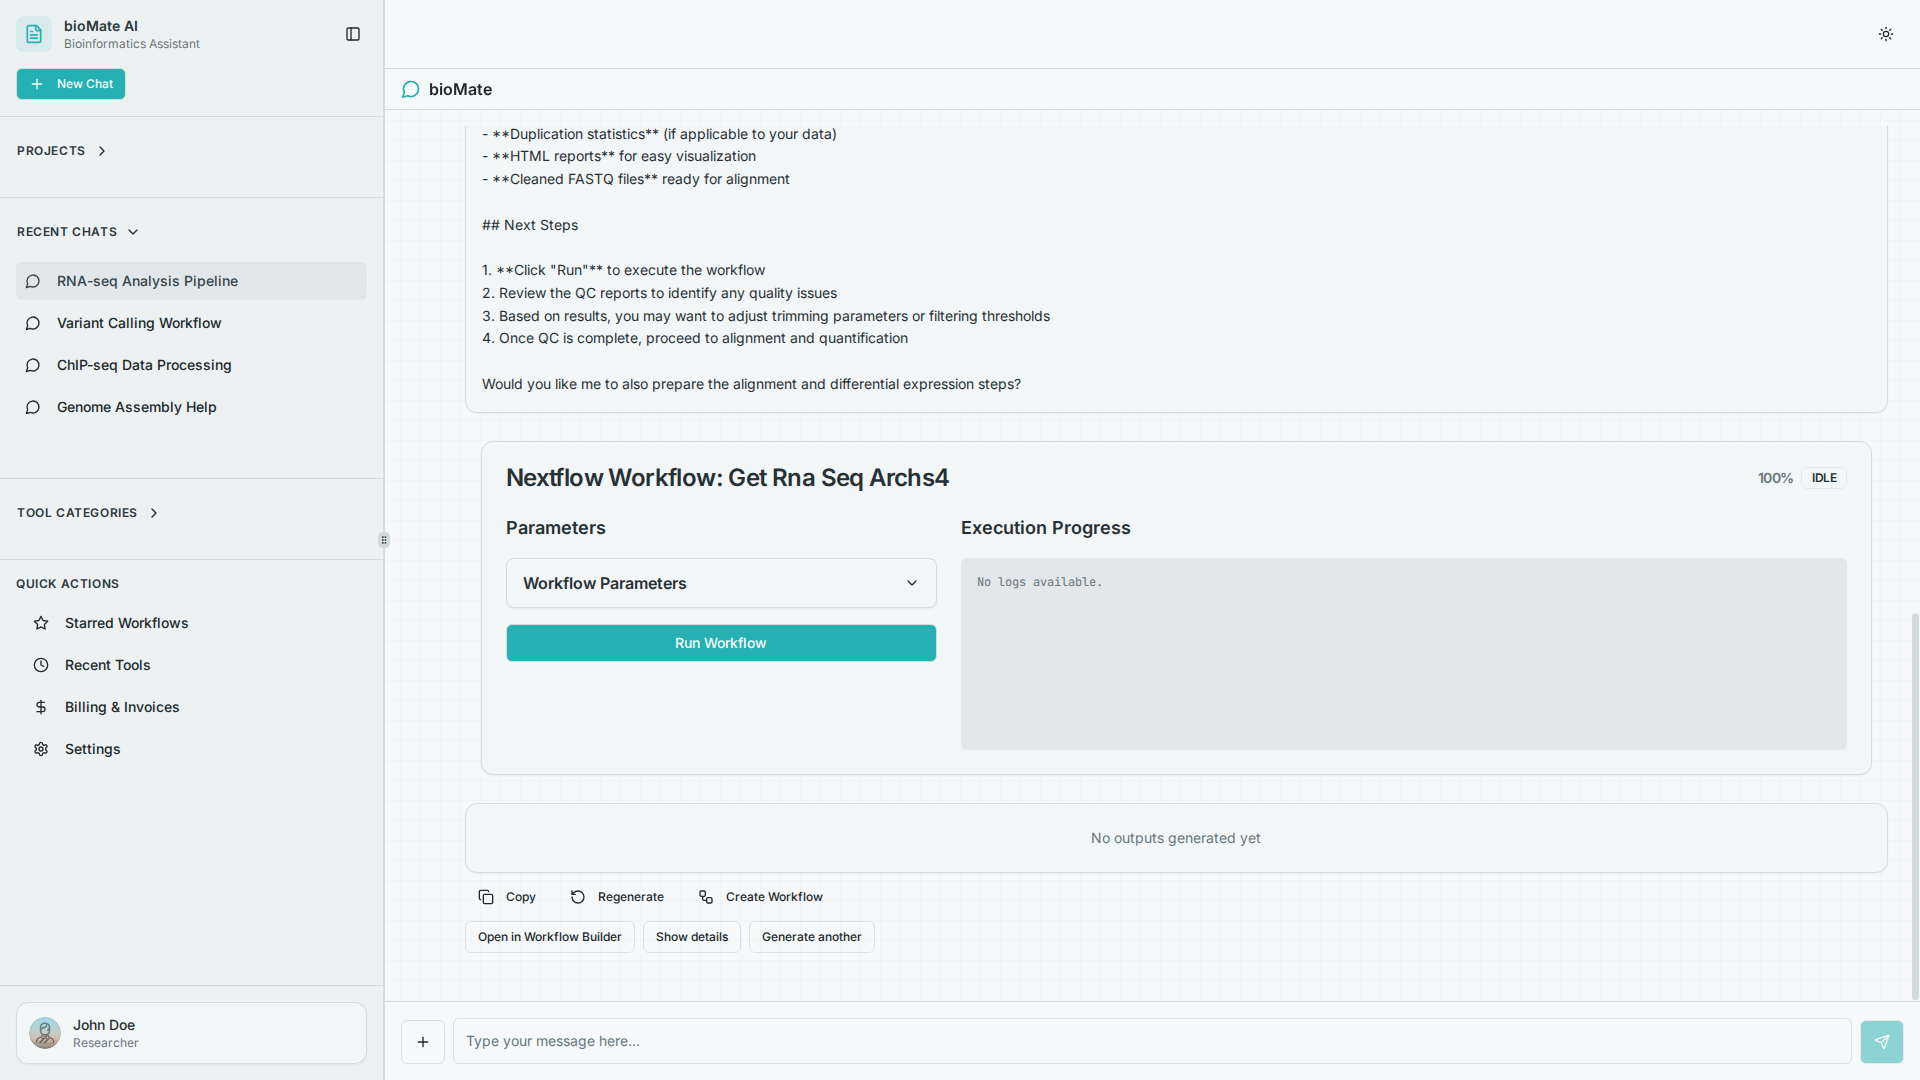 bioMate AI
Bioinformatics Assistant
New Chat
PROJECTS
RECENT CHATS
RNA-seq Analysis Pipeline
Variant Calling Workflow
ChIP-seq Data Processing
Genome Assembly Help
TOOL CATEGORIES
QUICK ACTIONS
Starred Workflows
Recent Tools
Billing & Invoices
Settings
John Doe
Researcher
bioMate
- **Duplication statistics** (if applicable to your data)
- **HTML reports** for easy visualization
- **Cleaned FASTQ files** ready for alignment
## Next Steps
1. **Click "Run"** to execute the workflow
2. Review the QC reports to identify any quality issues
3. Based on results, you may want to adjust trimming parameters or filtering thresholds
4. Once QC is complete, proceed to alignment and quantification
Would you like me to also prepare the alignment and differential expression steps?
Nextflow Workflow: Get Rna Seq Archs4
100% IDLE
Parameters
Workflow Parameters
Run Workflow
Execution Progress
No logs available.
No outputs generated yet
Copy Regenerate Create Workflow
Open in Workflow Builder Show details Generate another
Type your message here...